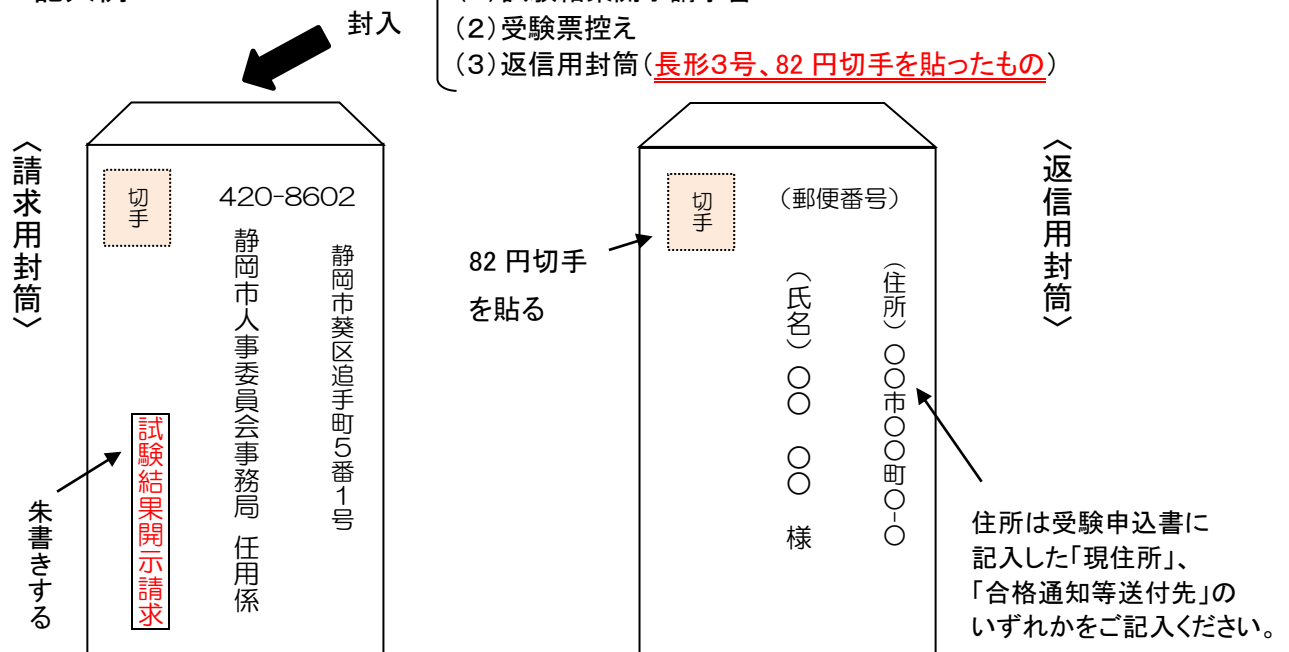 封入
(2)受験票控え
(3)返信用封筒(長形3号、82円切手を貼ったもの)
〈請求用封筒〉
切手
420-8602
静岡市葵区追手町5番1号
静岡市人事委員会事務局 任用係
試験結果開示請求
朱書きする
〈返信用封筒〉
切手
82円切手
を貼る
(郵便番号)
(住所)〇〇市〇〇町〇-〇
(氏名)〇〇 〇〇 様
住所は受験申込書に
記入した「現住所」、
「合格通知等送付先」の
いずれかをご記入ください。